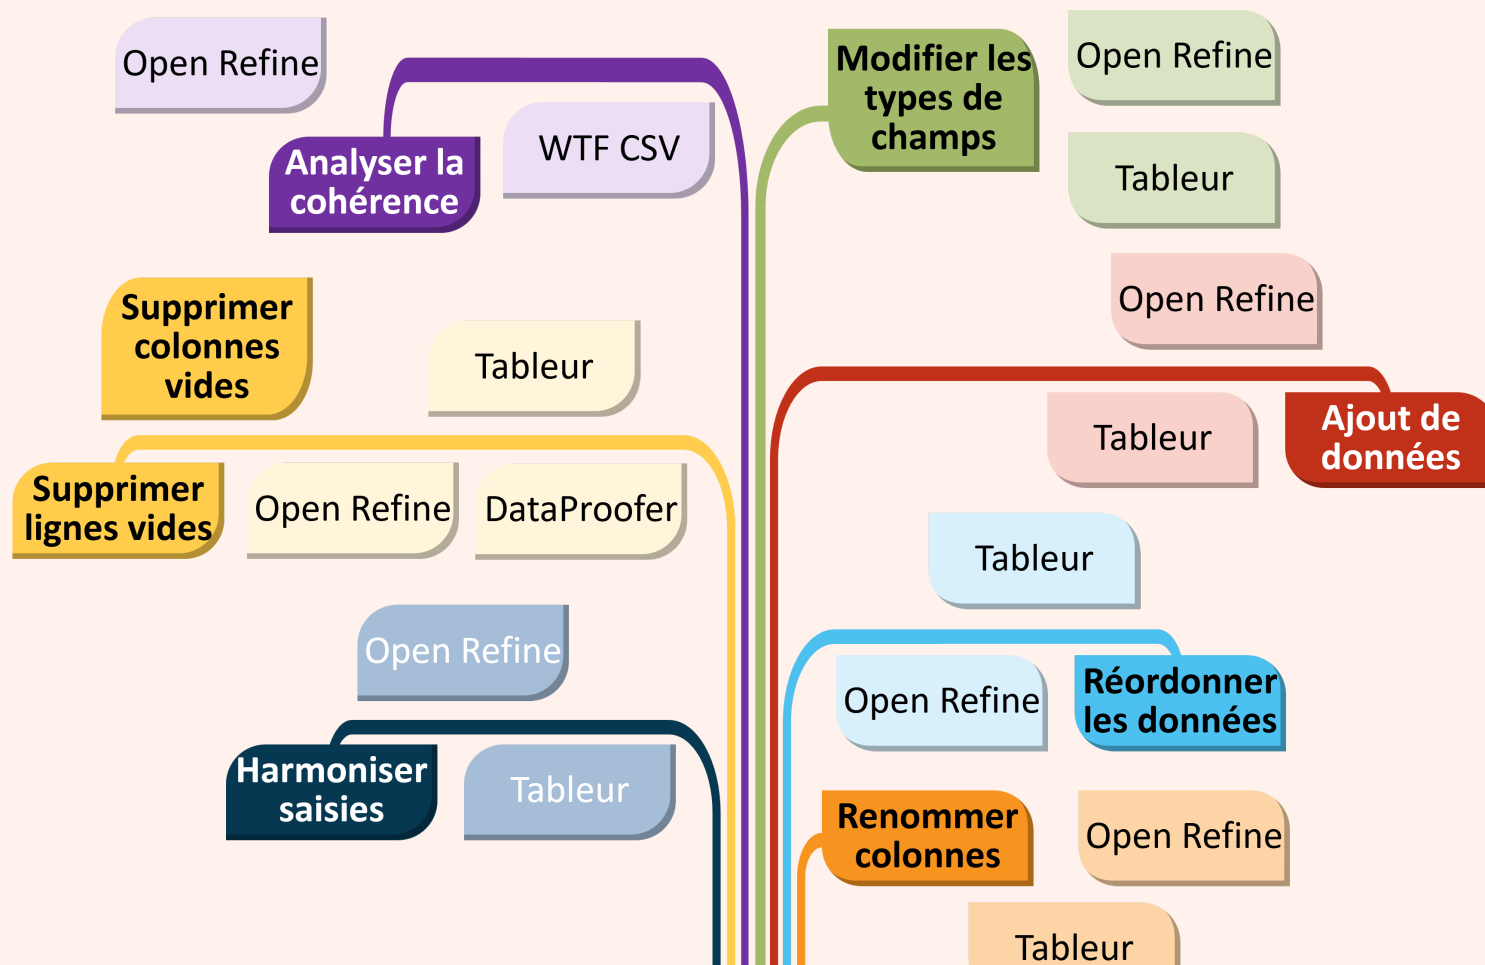 Open Refine
WTF CSV
Analyser la
cohérence
Supprimer
colonnes
vides
Tableur
Supprimer
lignes vides
Open Refine
DataProofer
Open Refine
Harmoniser
saisies
Tableur
Modifier les
types de
champs
Open Refine
Tableur
Open Refine
Tableur
Ajout de
données
Tableur
Open Refine
Réordonner
les données
Renommer
colonnes
Open Refine
Tableur